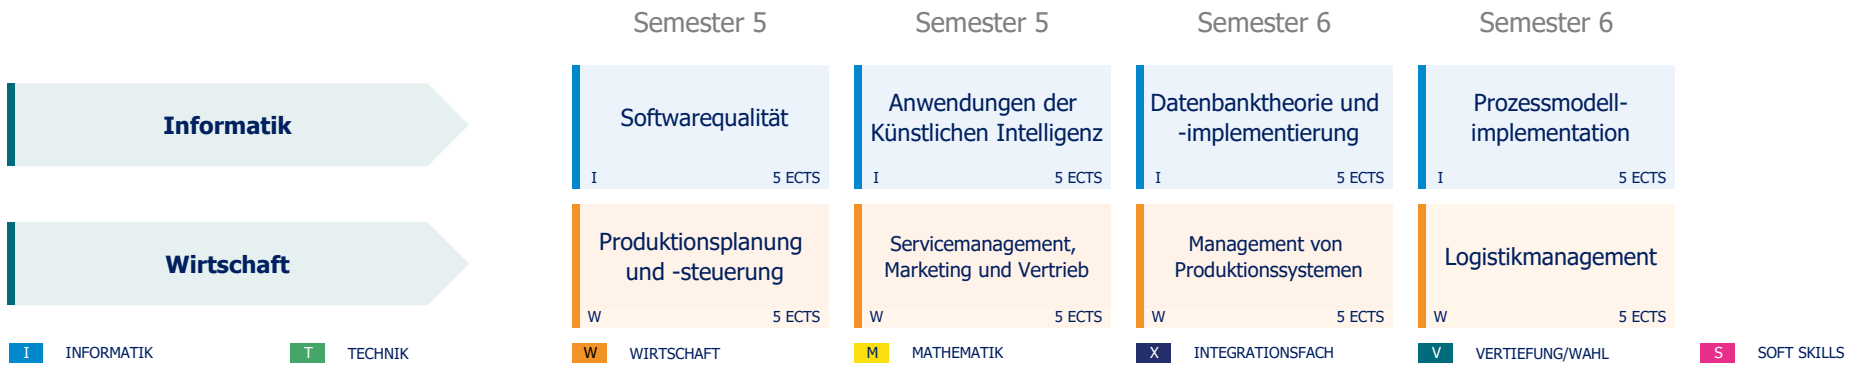 Semester 5
Semester 5
Semester 6
Semester 6
Informatik
Softwarequalität
I 5 ECTS
Anwendungen der
Künstlichen Intelligenz
I 5 ECTS
Datenbanktheorie und
-implementierung
I 5 ECTS
Prozessmodell-
implementation
I 5 ECTS
Wirtschaft
Produktionsplanung
und -steuerung
W 5 ECTS
Servicemanagement,
Marketing und Vertrieb
W 5 ECTS
Management von
Produktionssystemen
W 5 ECTS
Logistikmanagement
W 5 ECTS
I INFORMATIK
T TECHNIK
W WIRTSCHAFT
M MATHEMATIK
X INTEGRATIONSFACH
V VERTIEFUNG/WAHL
S SOFT SKILLS